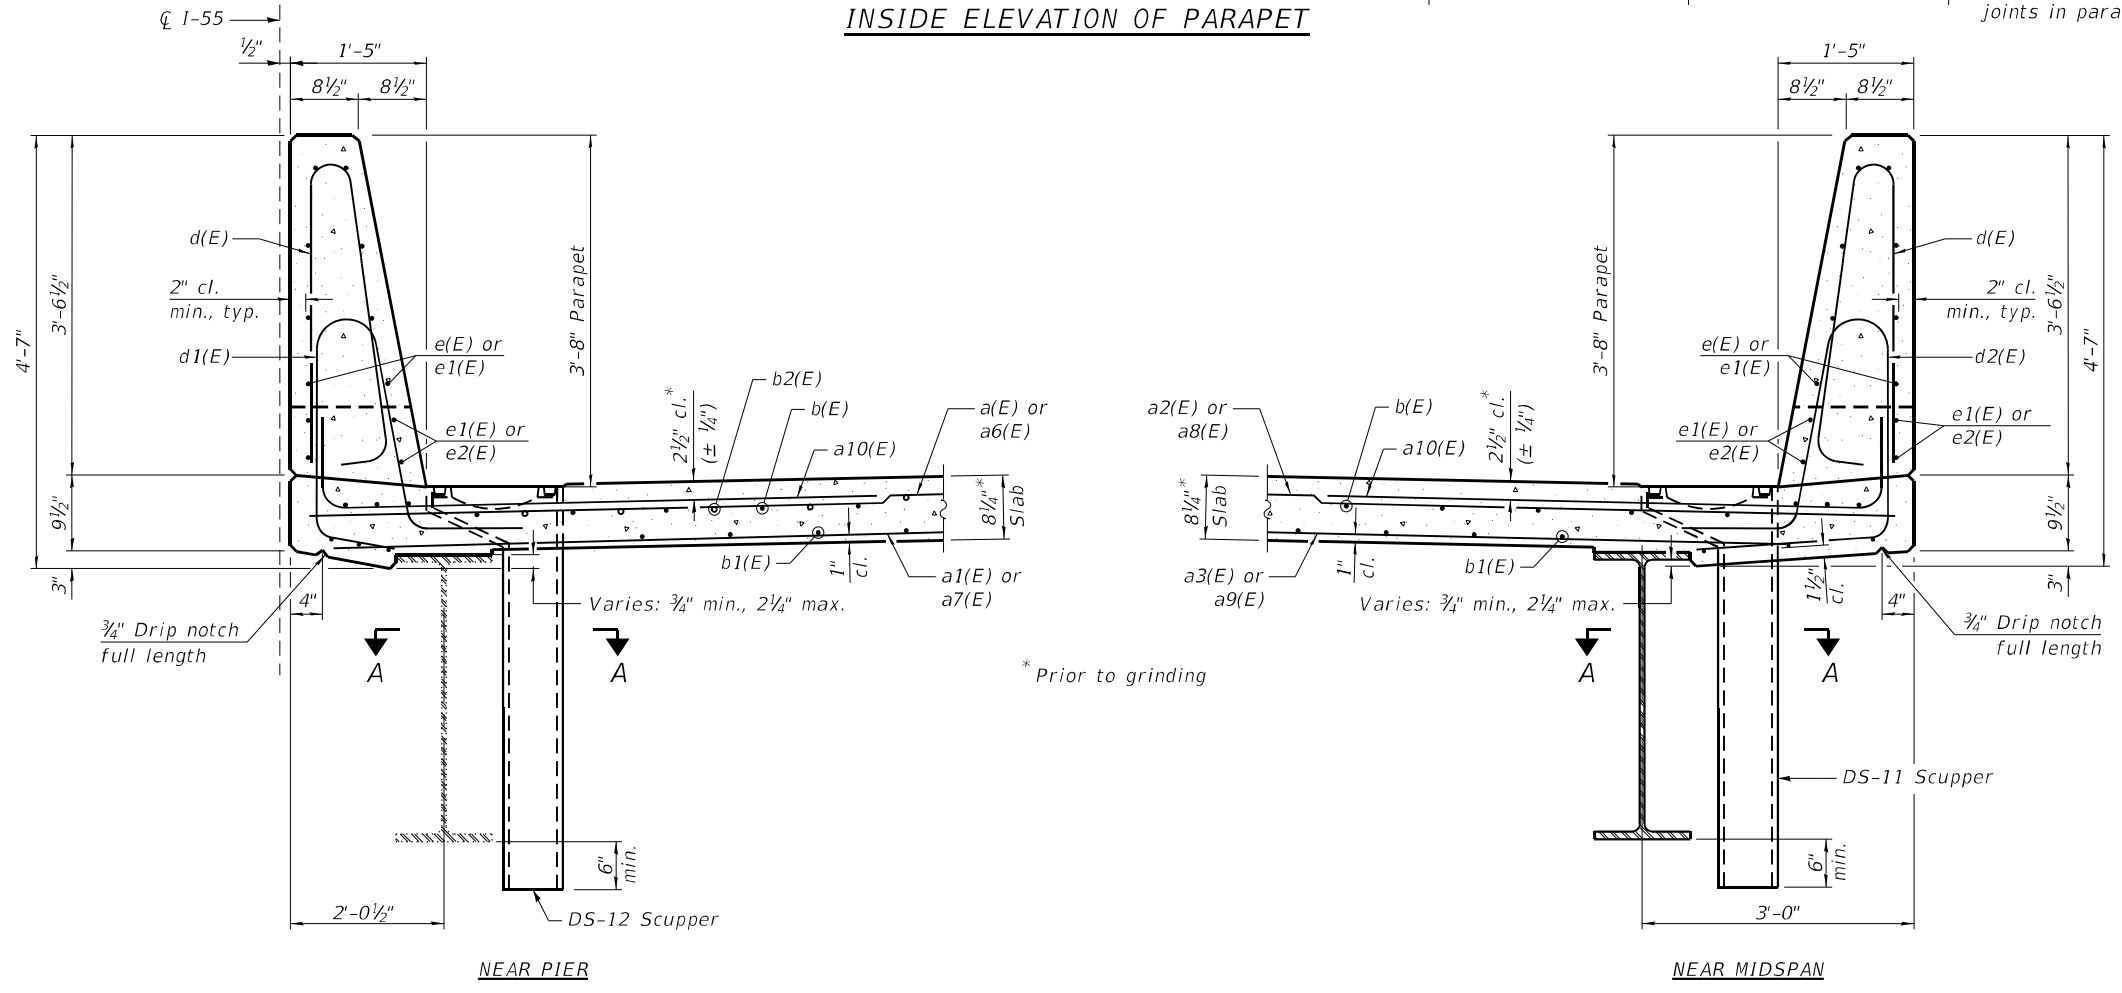 INSIDE ELEVATION OF PARAPET
joints in para
℄ I-55
½"
1'-5"
8½"
8½"
4'-7"
3'-6½"
9½"
3"
d(E)
2" cl.
min., typ.
d1(E)
e(E) or
e1(E)
e1(E) or
e2(E)
3'-8" Parapet
2½" cl.*
(± ¼")
b2(E)
b(E)
a10(E)
a(E) or
a6(E)
8¼"*
Slab
b1(E)
1"
cl.
a1(E) or
a7(E)
Varies: ¾" min., 2¼" max.
4"
¾" Drip notch
full length
A
A
6"
min.
2'-0½"
DS-12 Scupper
NEAR PIER
* Prior to grinding
1'-5"
8½"
8½"
3'-8" Parapet
d(E)
2" cl.
min., typ.
3'-6½"
4'-7"
e(E) or
e1(E)
d2(E)
e1(E) or
e2(E)
e1(E) or
e2(E)
a2(E) or
a8(E)
b(E)
a10(E)
2½" cl.*
(± ¼")
8¼"*
Slab
9½"
3"
a3(E) or
a9(E)
1"
cl.
b1(E)
Varies: ¾" min., 2¼" max.
1½"
cl.
4"
¾" Drip notch
full length
A
A
DS-11 Scupper
6"
min.
3'-0"
NEAR MIDSPAN